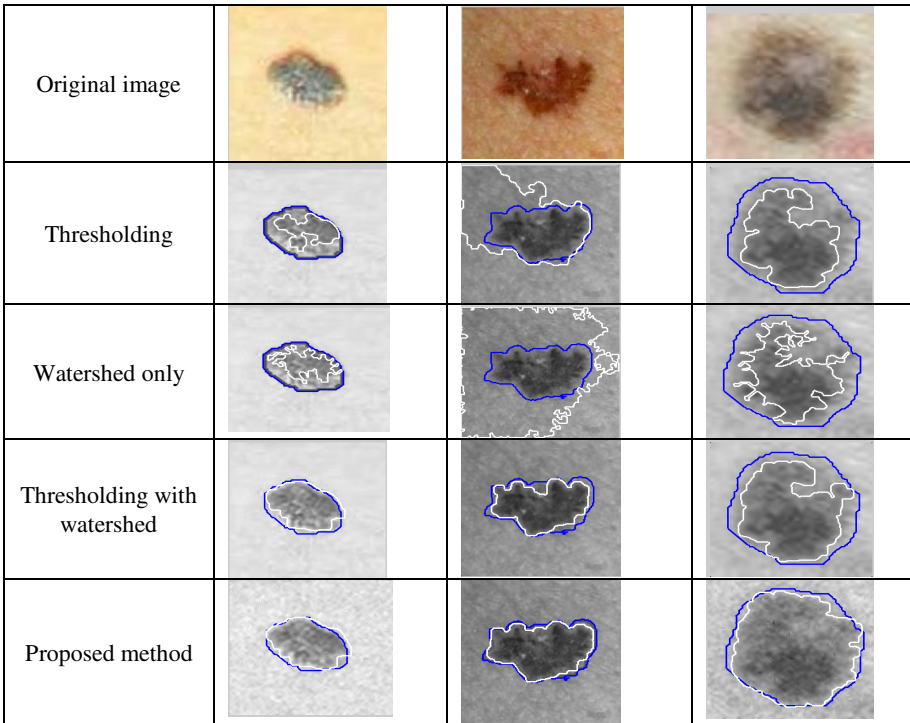 Original image
Thresholding
Watershed only
Thresholding with
watershed
Proposed method